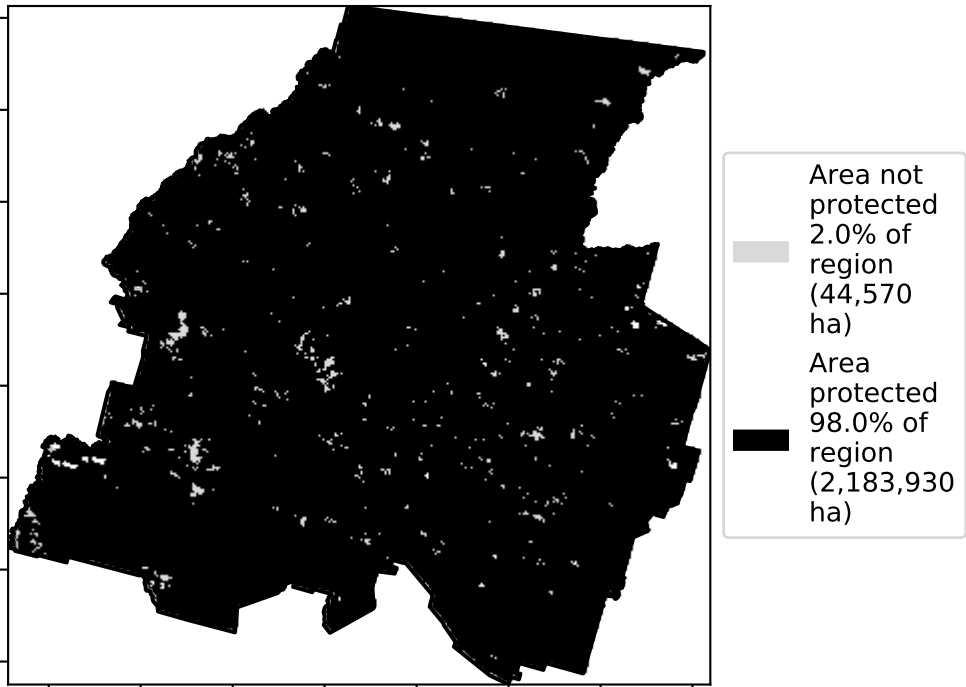 Area not
protected
2.0% of
region
(44,570
ha)
Area
protected
98.0% of
region
(2,183,930
ha)